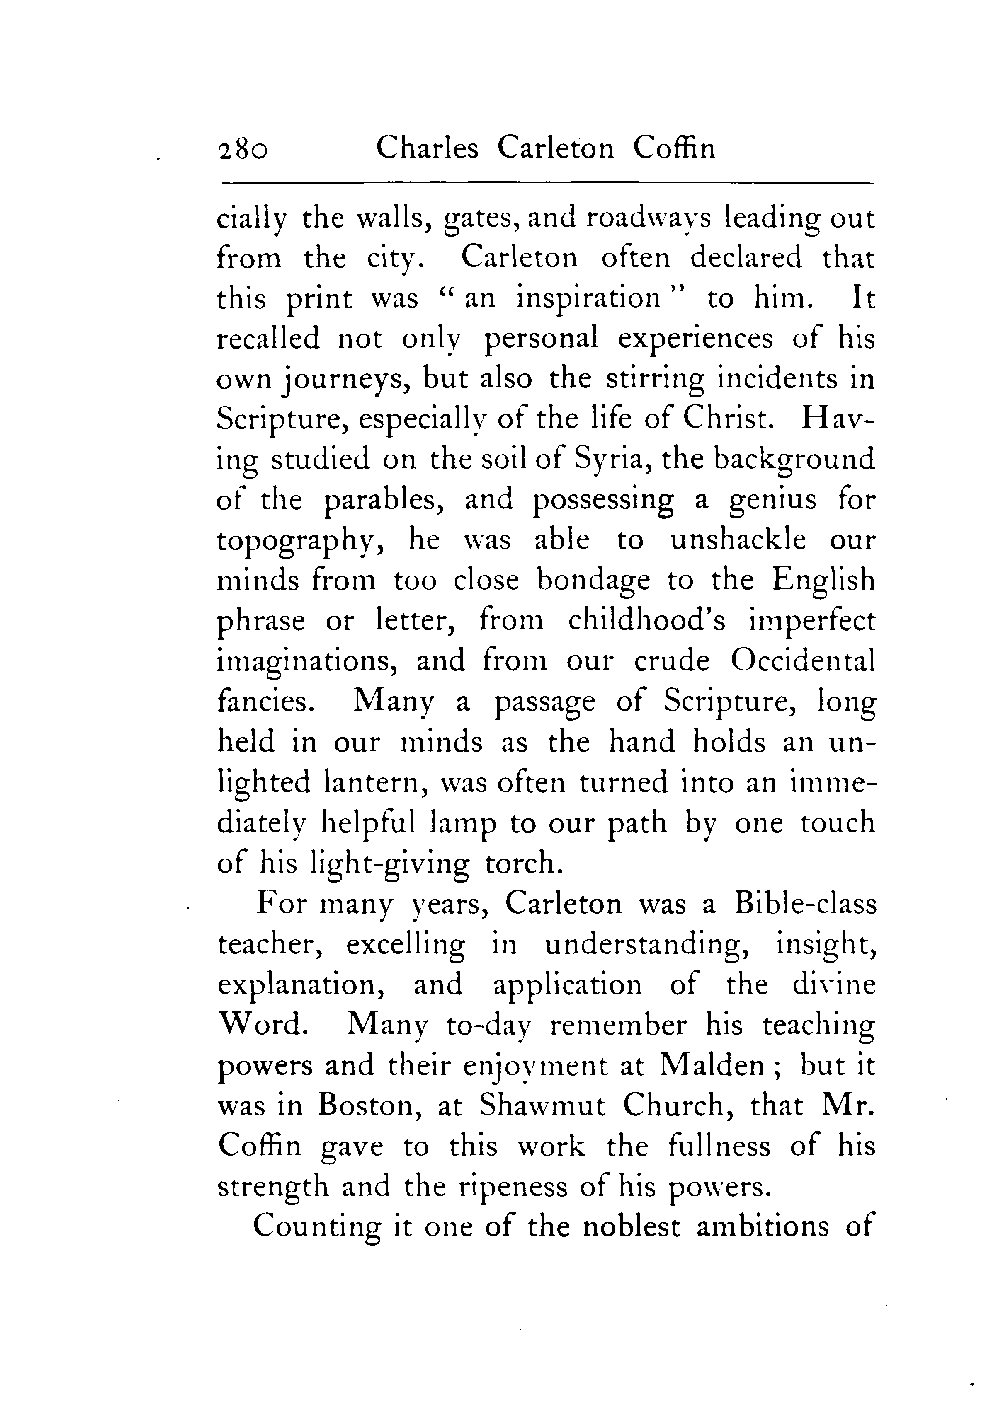 280 Charles Carleton Coffin
cially the walls, gates, and roadways leading out
from the city. Carleton often declared that
this print was “ an inspiration ” to him. It
recalled not only personal experiences of his
own journeys, but also the stirring incidents in
Scripture, especially of the life of Christ. Hav-
ing studied on the soil of Syria, the background
of the parables, and possessing a genius for
topography, he was able to unshackle our
minds from too close bondage to the English
phrase or letter, from childhood's imperfect
imaginations, and from our crude Occidental
fancies. Many a passage of Scripture, long
held in our minds as the hand holds an un-
lighted lantern, was often turned into an imme-
diately helpful lamp to our path by one touch
of his light-giving torch.
For many years, Carleton was a Bible-class
teacher, excelling in understanding, insight,
explanation, and application of the divine
Word. Many to-day remember his teaching
powers and their enjoyment at Malden ; but it
was in Boston, at Shawmut Church, that Mr.
Coffin gave to this work the fullness of his
strength and the ripeness of his powers.
Counting it one of the noblest ambitions of